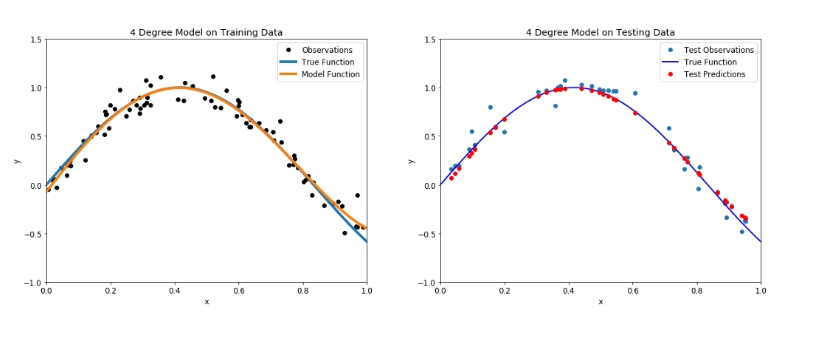 4 Degree Model on Training Data
Observations
True Function
Model Function
1.5
1.0
0.5
0.0
−0.5
−1.0
y
0.0 0.2 0.4 0.6 0.8 1.0
x
4 Degree Model on Testing Data
Test Observations
True Function
Test Predictions
1.5
1.0
0.5
0.0
−0.5
−1.0
y
0.0 0.2 0.4 0.6 0.8 1.0
x